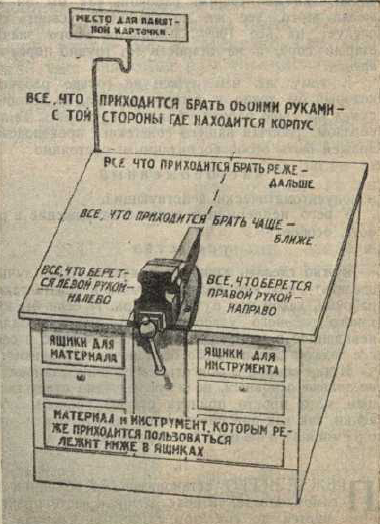 МЕСТО ДЛЯ ПАМЯТ-
НОЙ КАРТОЧКИ.
ВСЕ, ЧТО ПРИХОДИТСЯ БРАТЬ ОБОИМИ РУКАМИ –
С ТОЙ СТОРОНЫ ГДЕ НАХОДИТСЯ КОРПУС
ВСЕ ЧТО ПРИХОДИТСЯ БРАТЬ РЕЖЕ –
ДАЛЬШЕ
ВСЕ, ЧТО ПРИХОДИТСЯ БРАТЬ ЧАЩЕ –
БЛИЖЕ
ВСЕ, ЧТО БЕРЕТ-
СЯ ЛЕВОЙ РУКОЙ –
НАЛЕВО
ВСЕ, ЧТО БЕРЕТСЯ
ПРАВОЙ РУКОЙ –
НАПРАВО
ЯЩИКИ ДЛЯ
МАТЕРИАЛА
ЯЩИКИ ДЛЯ
ИНСТРУМЕНТА
МАТЕРИАЛ И ИНСТРУМЕНТ, КОТОРЫМ РЕ-
ЖЕ ПРИХОДИТСЯ ПОЛЬЗОВАТЬСЯ
ЛЕЖИТ НИЖЕ В ЯЩИКАХ